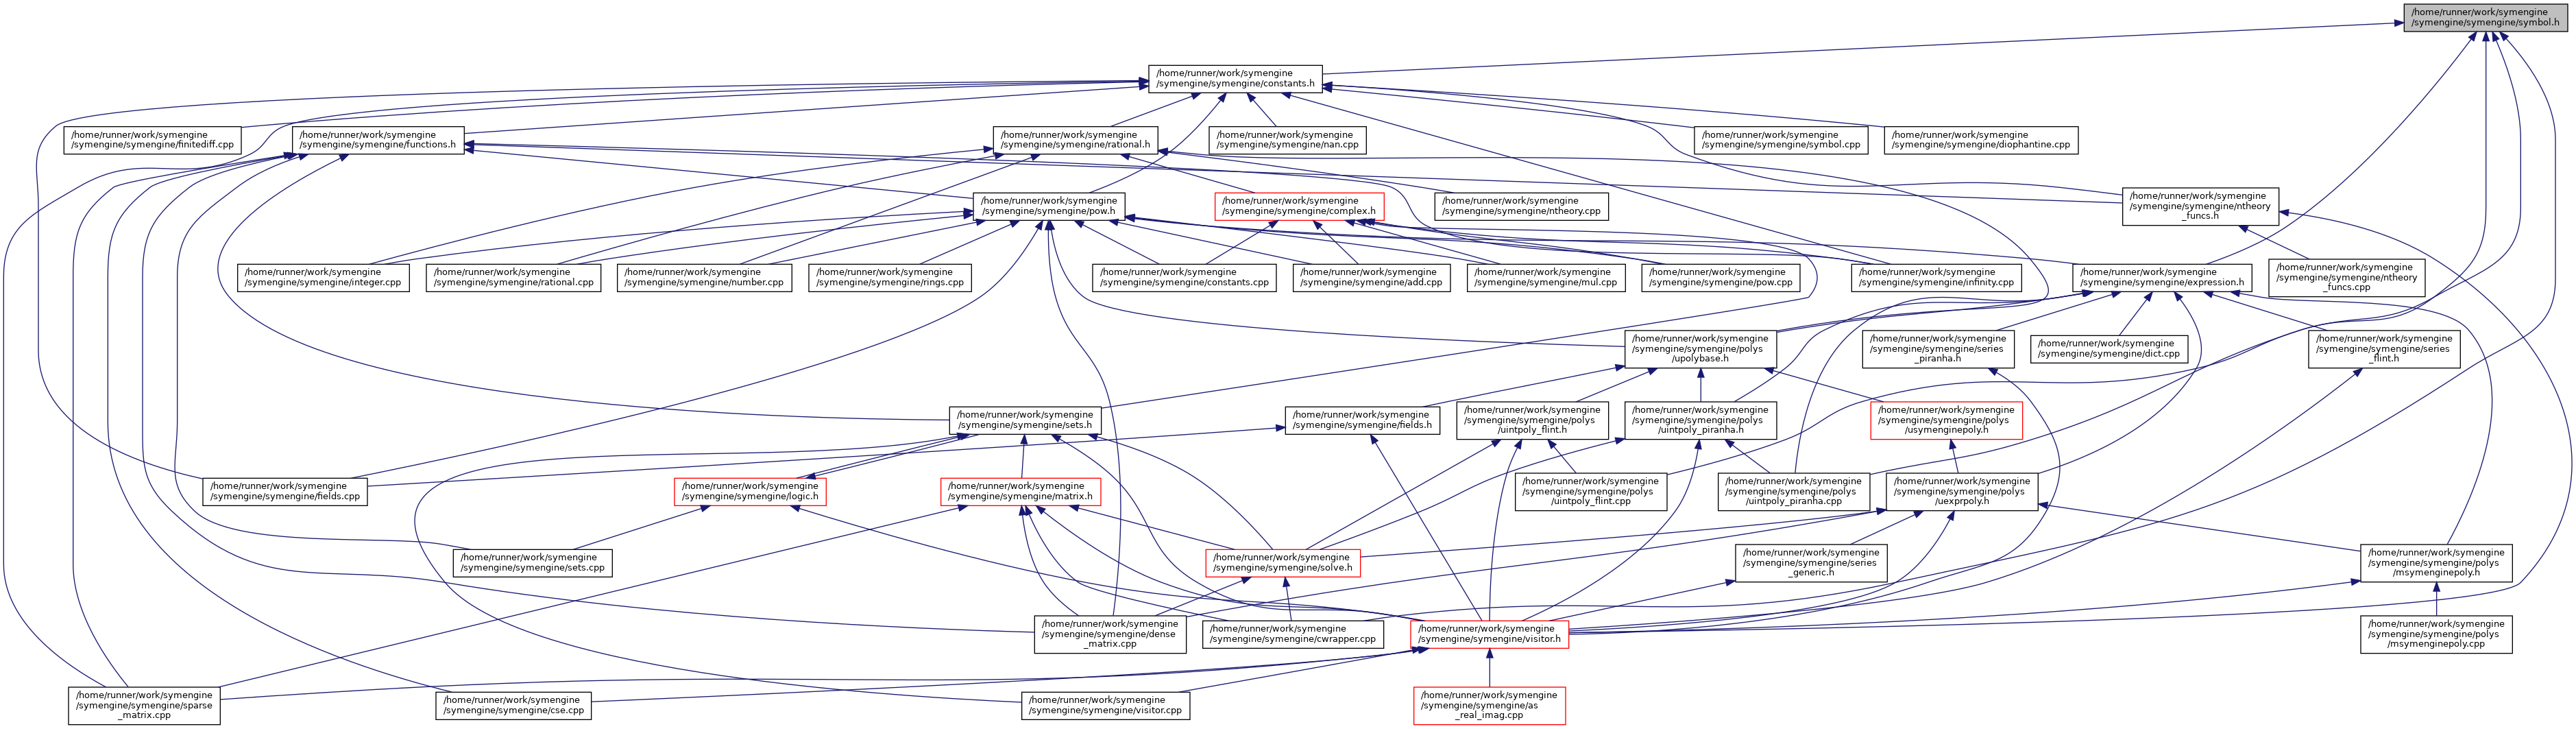 /home/runner/work/symengine
/symengine/symengine/symbol.h
/home/runner/work/symengine
/symengine/symengine/constants.h
/home/runner/work/symengine
/symengine/symengine/finitediff.cpp
/home/runner/work/symengine
/symengine/symengine/functions.h
/home/runner/work/symengine
/symengine/symengine/rational.h
/home/runner/work/symengine
/symengine/symengine/nan.cpp
/home/runner/work/symengine
/symengine/symengine/symbol.cpp
/home/runner/work/symengine
/symengine/symengine/diophantine.cpp
/home/runner/work/symengine
/symengine/symengine/pow.h
/home/runner/work/symengine
/symengine/symengine/complex.h
/home/runner/work/symengine
/symengine/symengine/ntheory.cpp
/home/runner/work/symengine
/symengine/symengine/ntheory
_funcs.h
/home/runner/work/symengine
/symengine/symengine/integer.cpp
/home/runner/work/symengine
/symengine/symengine/rational.cpp
/home/runner/work/symengine
/symengine/symengine/number.cpp
/home/runner/work/symengine
/symengine/symengine/rings.cpp
/home/runner/work/symengine
/symengine/symengine/constants.cpp
/home/runner/work/symengine
/symengine/symengine/add.cpp
/home/runner/work/symengine
/symengine/symengine/mul.cpp
/home/runner/work/symengine
/symengine/symengine/pow.cpp
/home/runner/work/symengine
/symengine/symengine/infinity.cpp
/home/runner/work/symengine
/symengine/symengine/expression.h
/home/runner/work/symengine
/symengine/symengine/ntheory
_funcs.cpp
/home/runner/work/symengine
/symengine/symengine/polys
/upolybase.h
/home/runner/work/symengine
/symengine/symengine/series
_piranha.h
/home/runner/work/symengine
/symengine/symengine/dict.cpp
/home/runner/work/symengine
/symengine/symengine/series
_flint.h
/home/runner/work/symengine
/symengine/symengine/sets.h
/home/runner/work/symengine
/symengine/symengine/fields.h
/home/runner/work/symengine
/symengine/symengine/polys
/uintpoly_flint.h
/home/runner/work/symengine
/symengine/symengine/polys
/uintpoly_piranha.h
/home/runner/work/symengine
/symengine/symengine/polys
/usymenginepoly.h
/home/runner/work/symengine
/symengine/symengine/fields.cpp
/home/runner/work/symengine
/symengine/symengine/logic.h
/home/runner/work/symengine
/symengine/symengine/matrix.h
/home/runner/work/symengine
/symengine/symengine/polys
/uintpoly_flint.cpp
/home/runner/work/symengine
/symengine/symengine/polys
/uintpoly_piranha.cpp
/home/runner/work/symengine
/symengine/symengine/polys
/uexprpoly.h
/home/runner/work/symengine
/symengine/symengine/sets.cpp
/home/runner/work/symengine
/symengine/symengine/solve.h
/home/runner/work/symengine
/symengine/symengine/series
_generic.h
/home/runner/work/symengine
/symengine/symengine/polys
/msymenginepoly.h
/home/runner/work/symengine
/symengine/symengine/dense
_matrix.cpp
/home/runner/work/symengine
/symengine/symengine/cwrapper.cpp
/home/runner/work/symengine
/symengine/symengine/visitor.h
/home/runner/work/symengine
/symengine/symengine/polys
/msymenginepoly.cpp
/home/runner/work/symengine
/symengine/symengine/sparse
_matrix.cpp
/home/runner/work/symengine
/symengine/symengine/cse.cpp
/home/runner/work/symengine
/symengine/symengine/visitor.cpp
/home/runner/work/symengine
/symengine/symengine/as
_real_imag.cpp